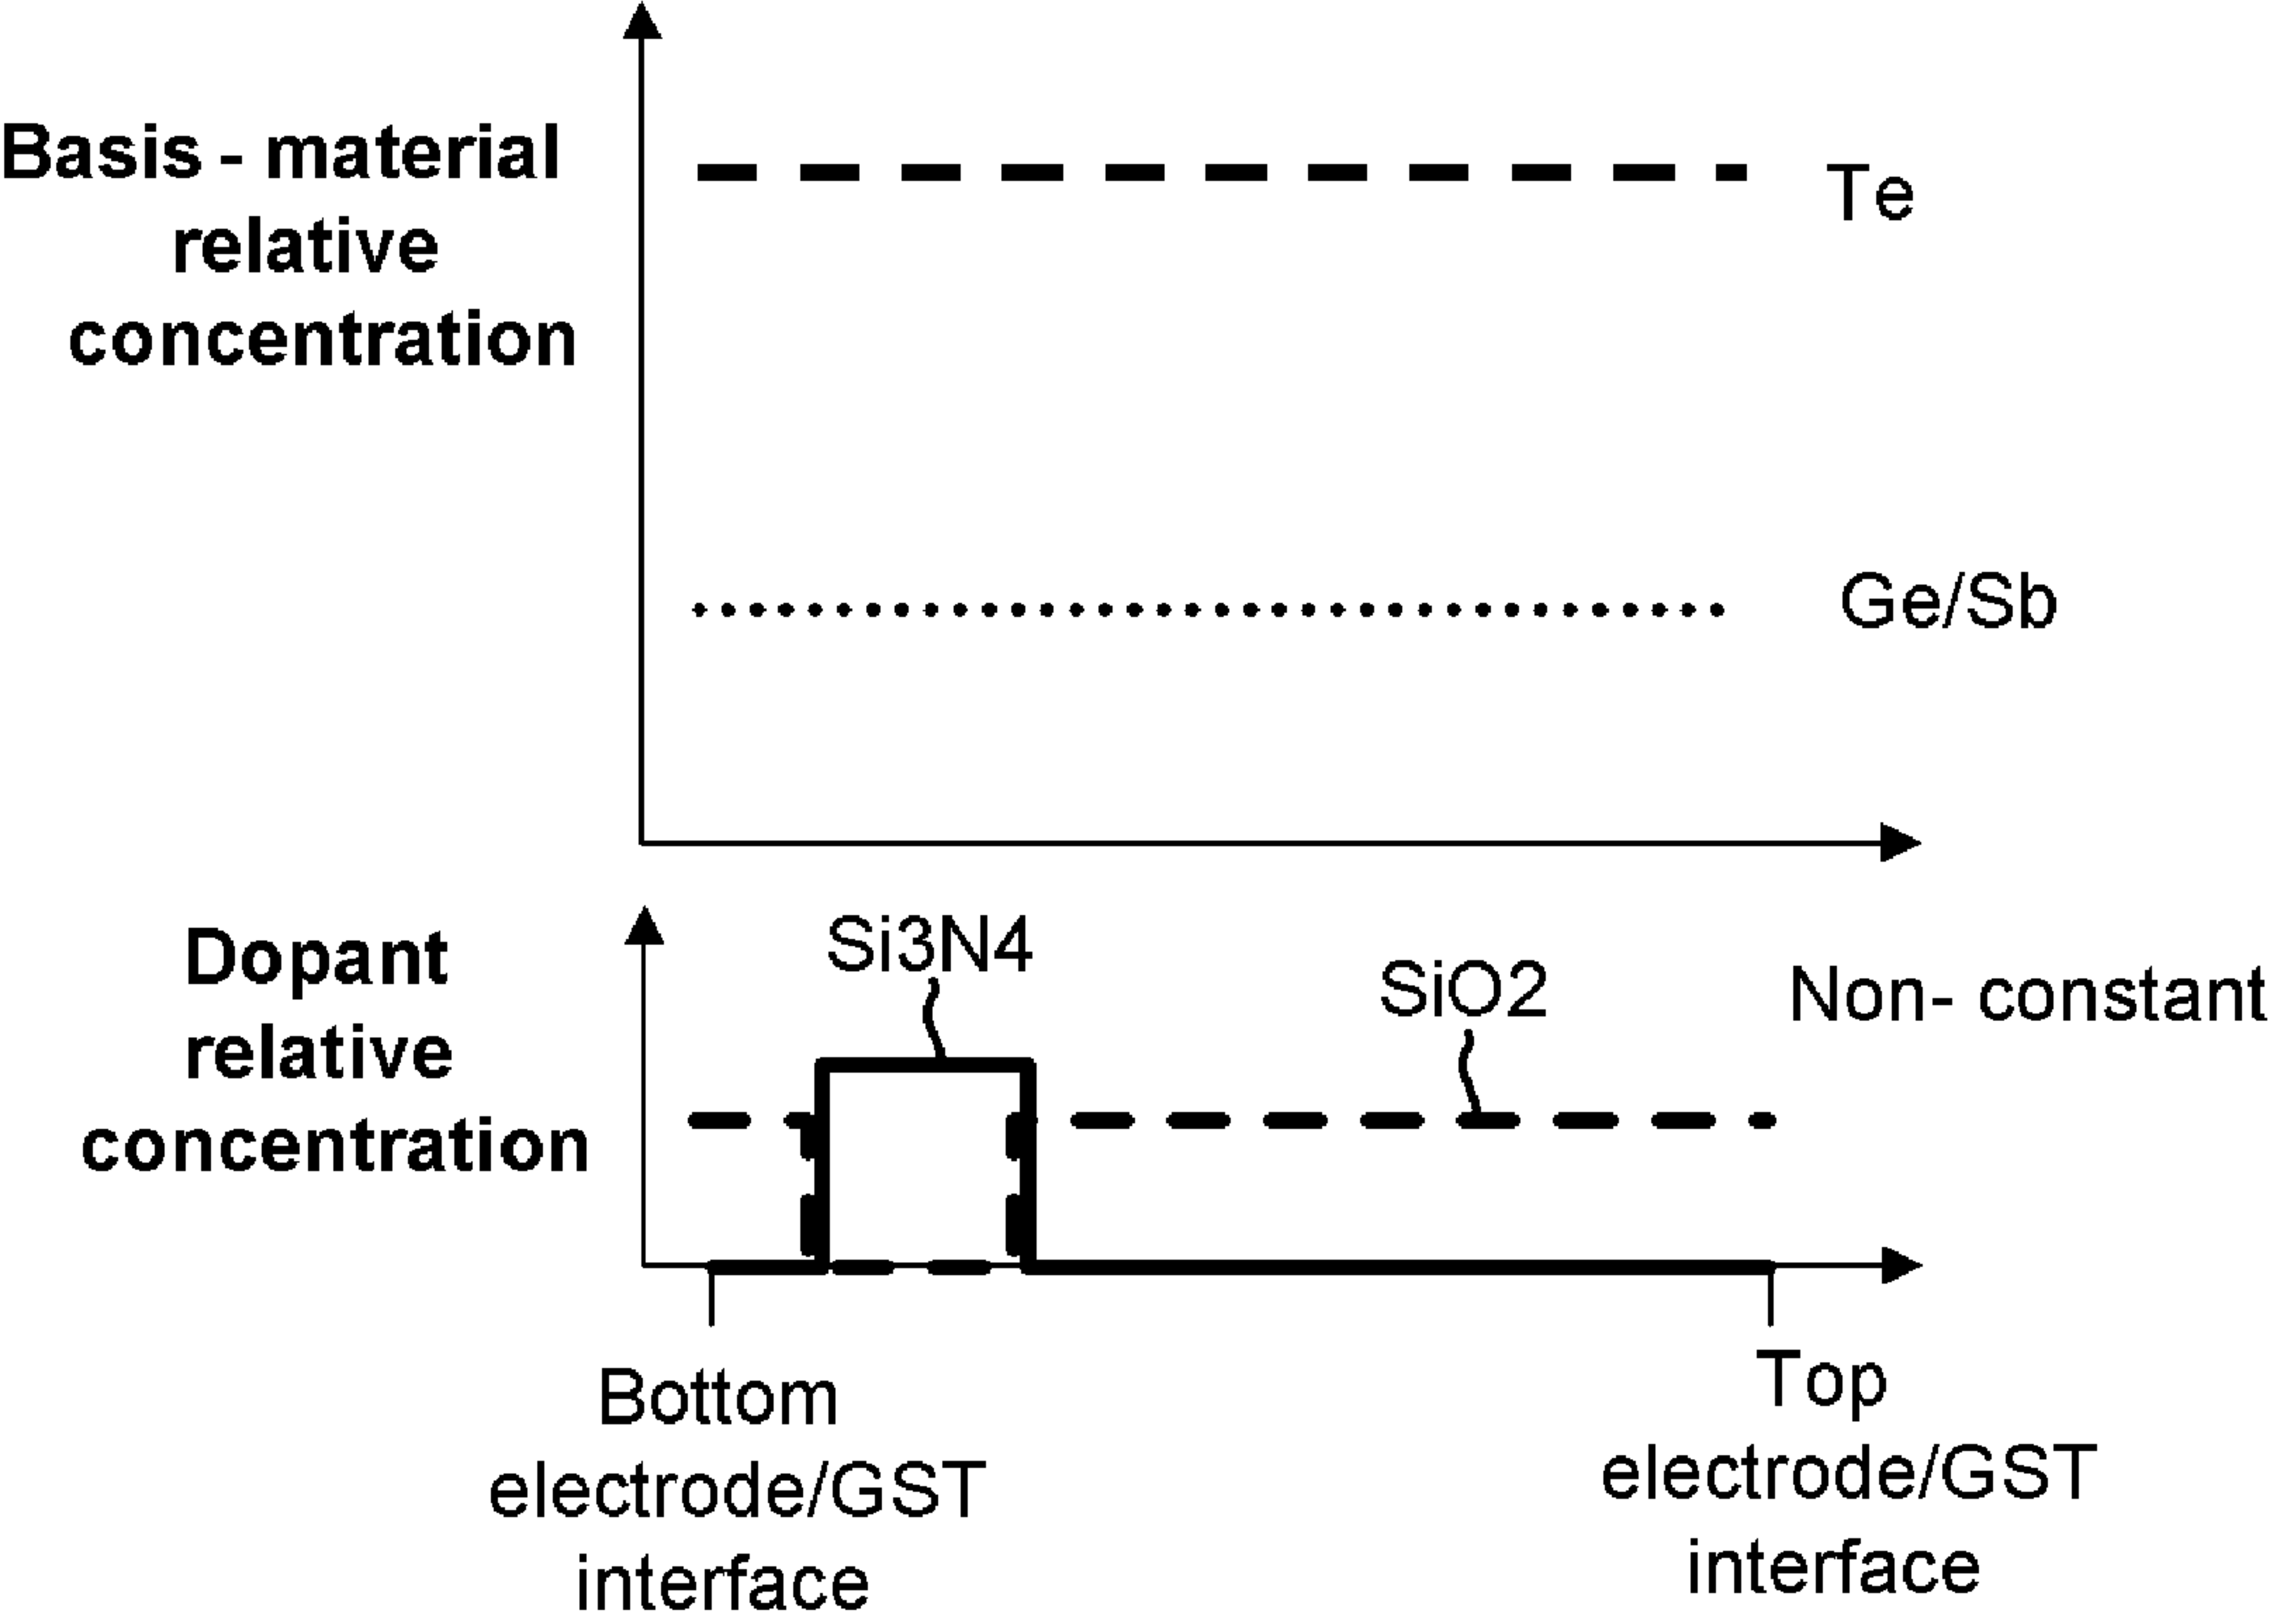 Basis - material
relative
concentration
Te
Ge/Sb
Dopant
relative
concentration
Si3N4
SiO2
Non- constant
Bottom
electrode/GST
interface
Top
electrode/GST
interface